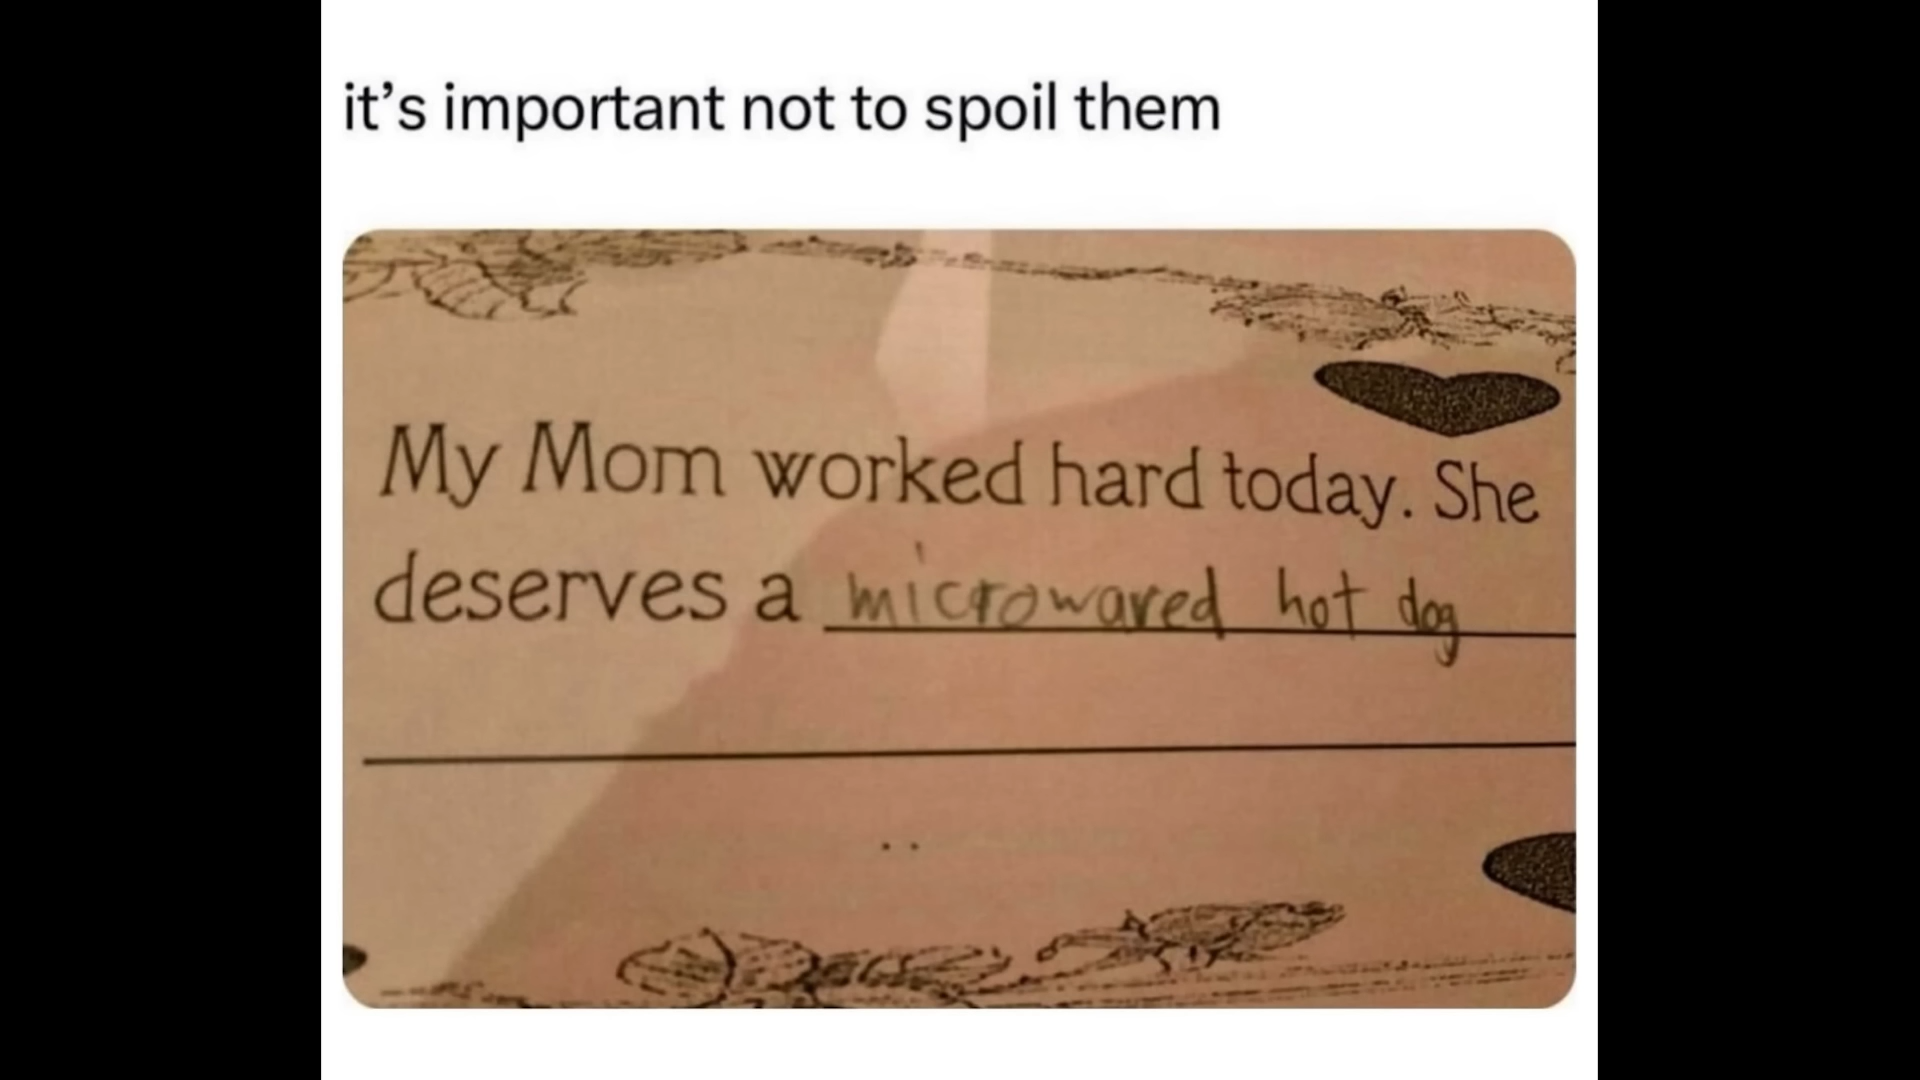 it’s important not to spoil them
My Mom worked hard today. She
deserves a microwaved hot dog